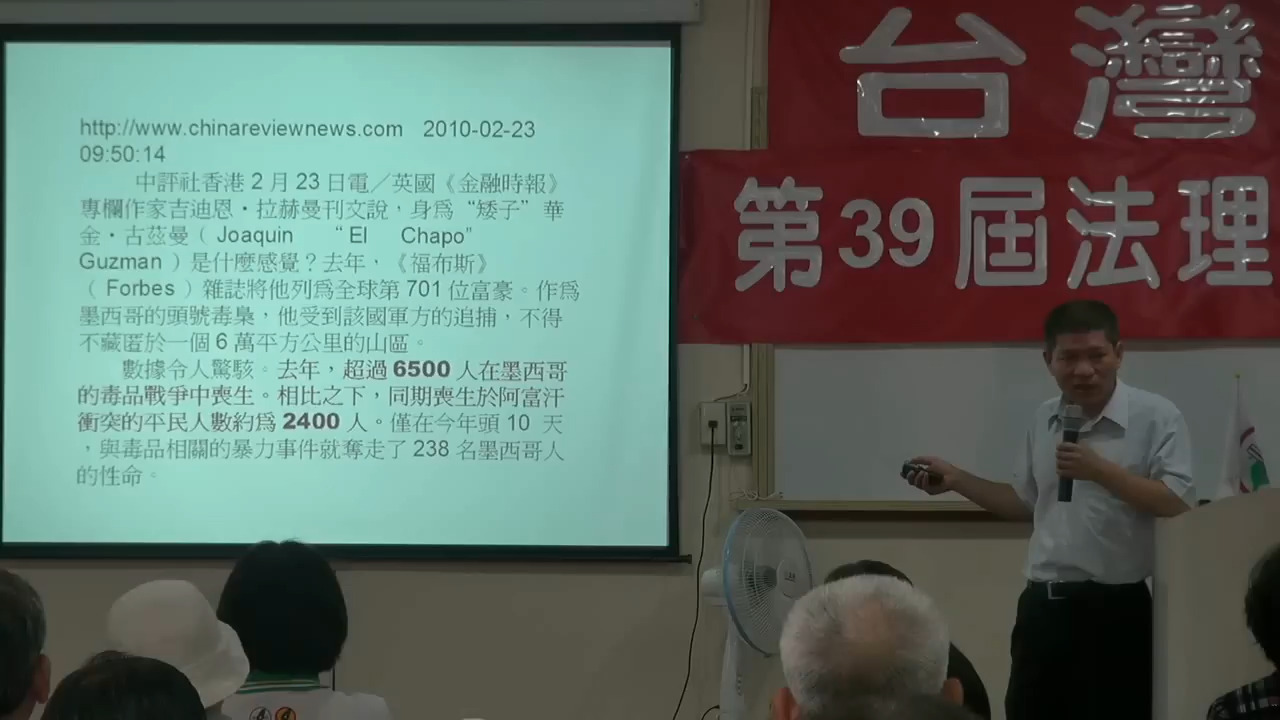 http://www.chinareviewnews.com 2010-02-23
09:50:14
中評社香港 2 月 23 日電／英國《金融時報》
專欄作家吉迪恩・拉赫曼刊文說，身為“矮子”華
金・古茲曼（ Joaquin “ El Chapo”
Guzman ）是什麼感覺？去年，《福布斯》
（ Forbes ）雜誌將他列為全球第 701 位富豪。作為
墨西哥的頭號毒梟，他受到該國軍方的追捕，不得
不藏匿於一個 6 萬平方公里的山區。
數據令人驚駭。去年，超過 6500 人在墨西哥
的毒品戰爭中喪生。相比之下，同期喪生於阿富汗
衝突的平民人數約為 2400 人。僅在今年頭 10 天
，與毒品相關的暴力事件就奪走了 238 名墨西哥人
的性命。
台灣
第39屆法理